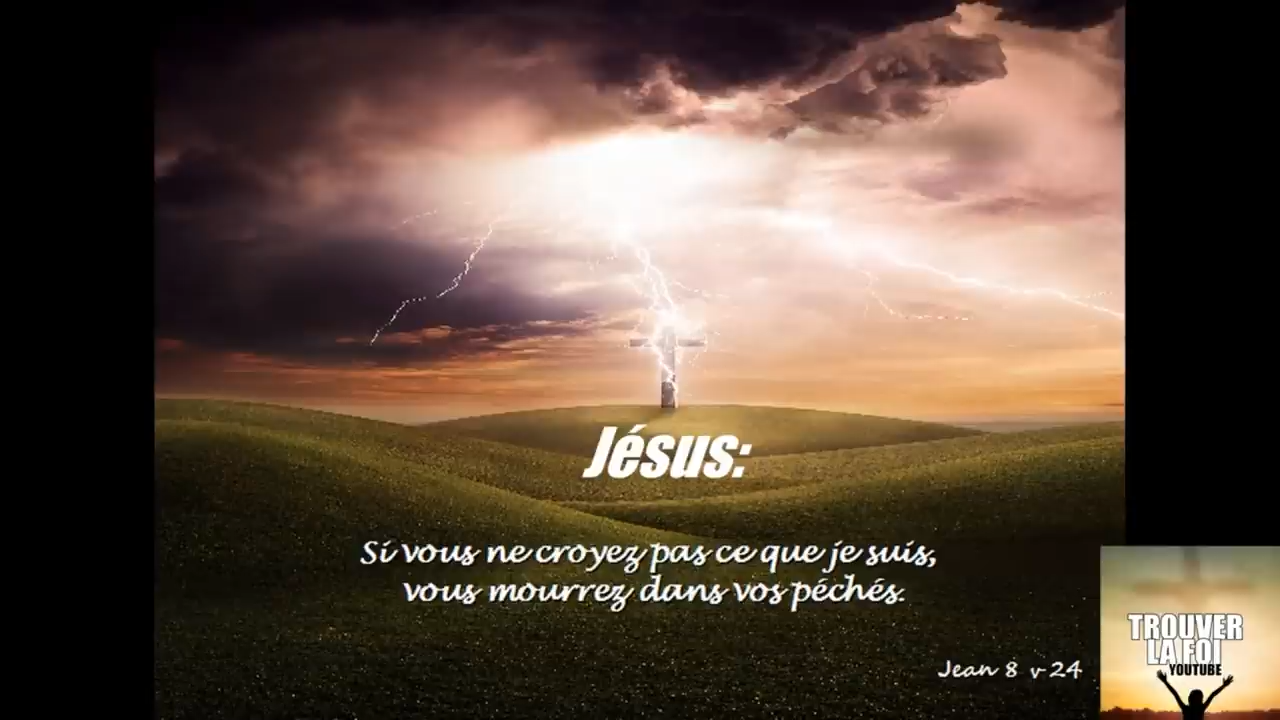 Jésus:
Si vous ne croyez pas ce que je suis,
vous mourrez dans vos péchés.
Jean 8 v 24
TROUVER
LA FOI
YOUTUBE